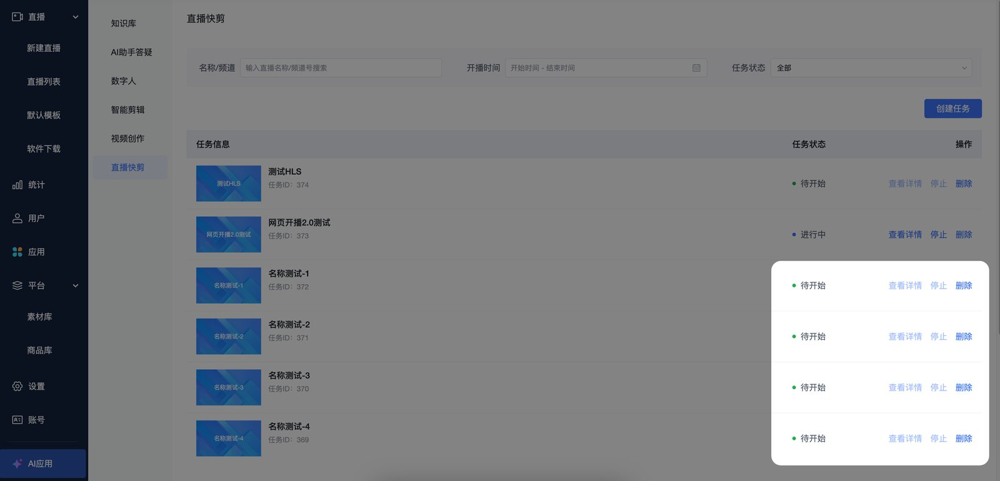 直播
新建直播
直播列表
默认模板
软件下载
统计
用户
应用
平台
素材库
商品库
设置
账号
AI应用
知识库
AI助手答疑
数字人
智能剪辑
视频创作
直播快剪
直播快剪
名称/频道 输入直播名称/频道号搜索 开播时间 开始时间 - 结束时间 任务状态 全部
创建任务
任务信息 任务状态 操作
测试HLS
测试HLS
任务ID：374
待开始 查看详情 停止 删除
网页开播2.0测试
网页开播2.0测试
任务ID：373
进行中 查看详情 停止 删除
名称测试-1
名称测试-1
任务ID：372
待开始 查看详情 停止 删除
名称测试-2
名称测试-2
任务ID：371
待开始 查看详情 停止 删除
名称测试-3
名称测试-3
任务ID：370
待开始 查看详情 停止 删除
名称测试-4
名称测试-4
任务ID：369
待开始 查看详情 停止 删除